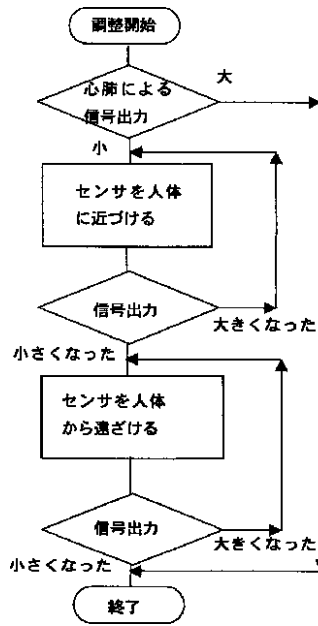 調整開始
大
心肺による
信号出力
小
センサを人体
に近づける
信号出力
大きくなった
小さくなった
センサを人体
から遠ざける
信号出力
大きくなった
小さくなった
終了